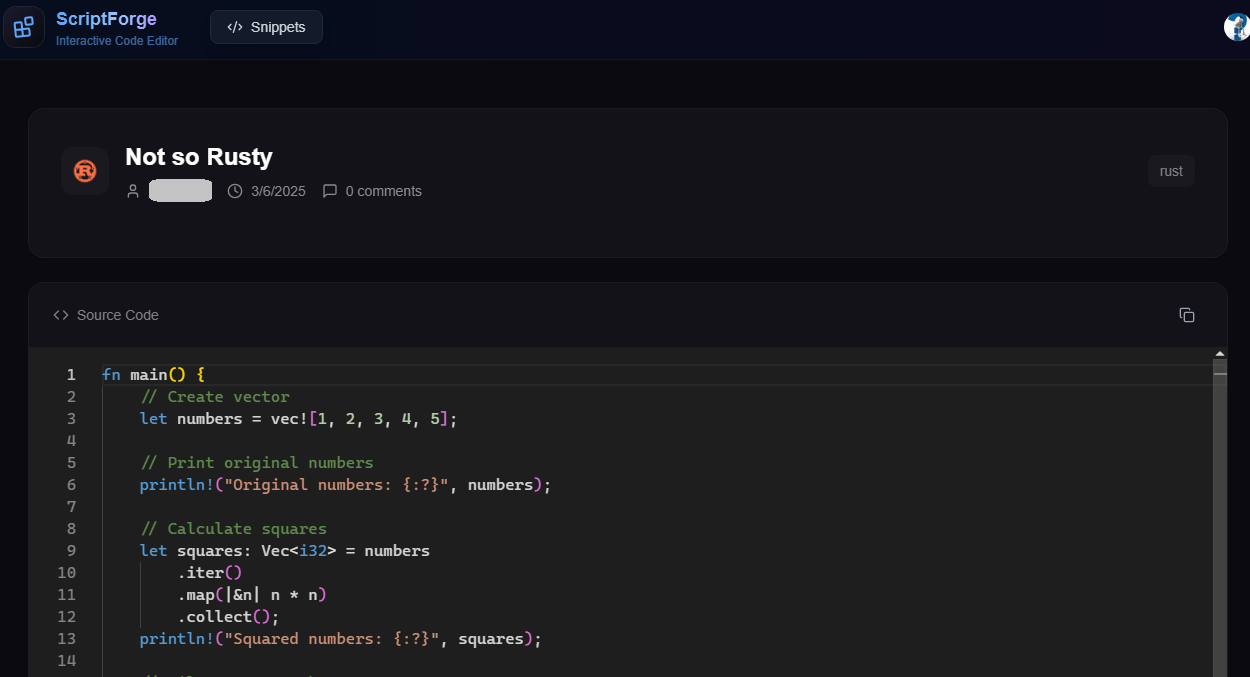 ScriptForge
Interactive Code Editor
</> Snippets
Not so Rusty
3/6/2025
0 comments
rust
<> Source Code
1 fn main() {
2     // Create vector
3     let numbers = vec![1, 2, 3, 4, 5];
4
5     // Print original numbers
6     println!("Original numbers: {:?}", numbers);
7
8     // Calculate squares
9     let squares: Vec<i32> = numbers
10         .iter()
11         .map(|&n| n * n)
12         .collect();
13     println!("Squared numbers: {:?}", squares);
14